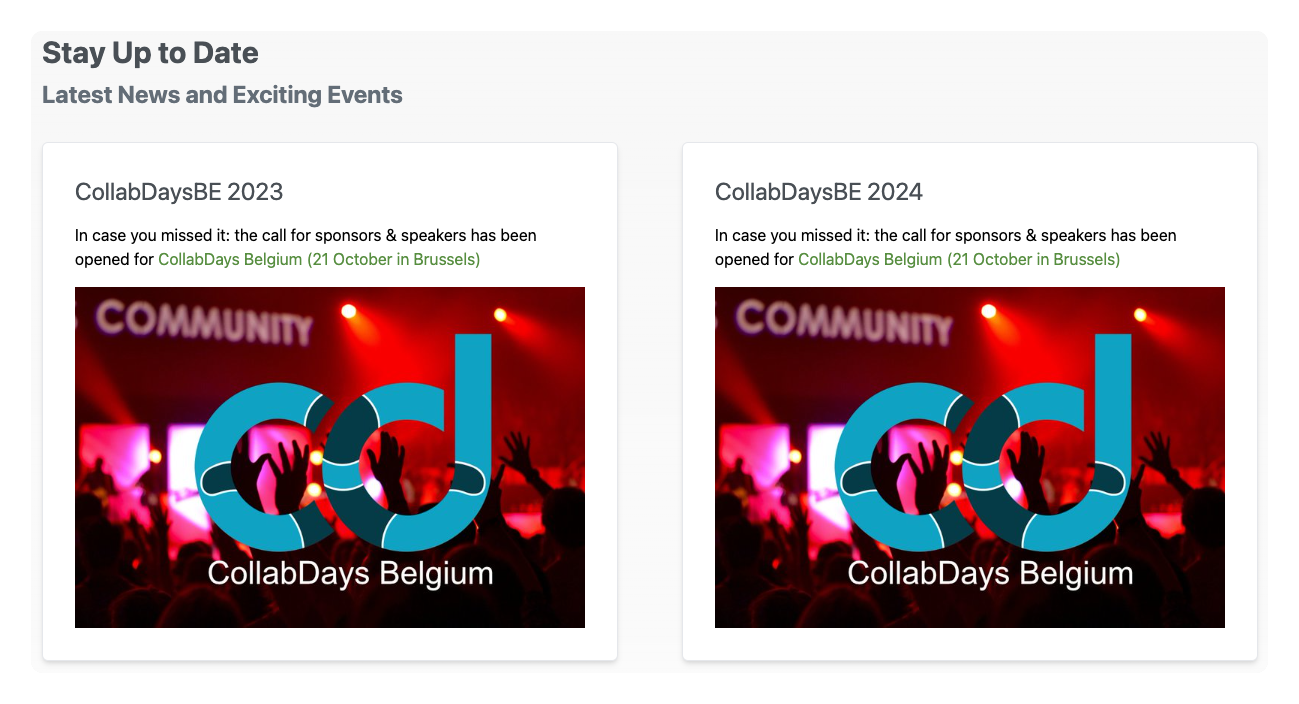 Stay Up to Date
Latest News and Exciting Events
CollabDaysBE 2023
In case you missed it: the call for sponsors & speakers has been
opened for CollabDays Belgium (21 October in Brussels)
COMMUNITY
cd
CollabDays Belgium
CollabDaysBE 2024
In case you missed it: the call for sponsors & speakers has been
opened for CollabDays Belgium (21 October in Brussels)
COMMUNITY
cd
CollabDays Belgium